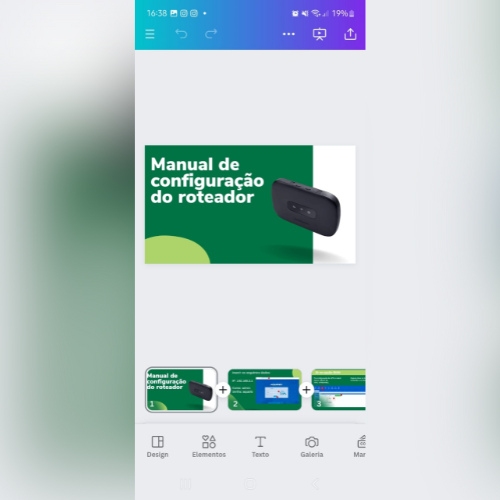 16:38
19%
Manual de
configuração
do roteador
Manual de
configuração
do roteador
1
2
3
Design
Elementos
Texto
Galeria
Mar